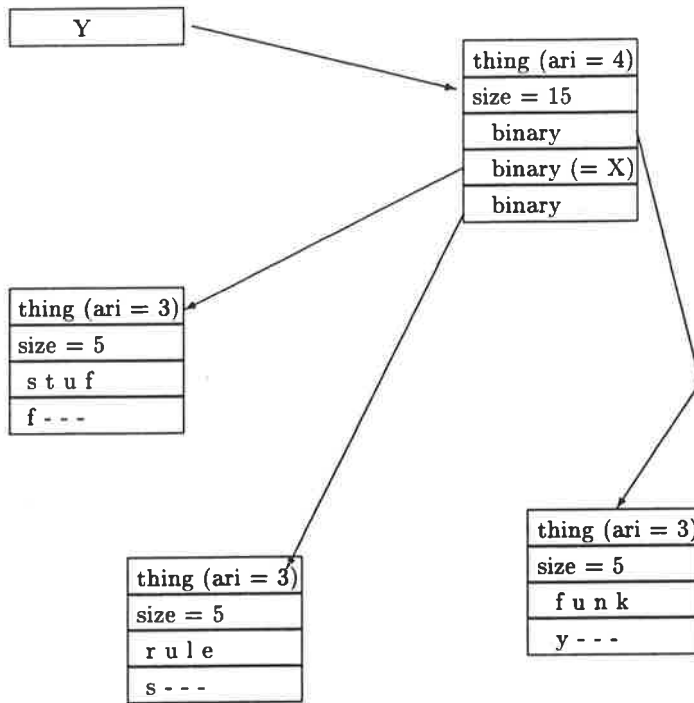 Y
thing (ari = 4)
size = 15
binary
binary (= X)
binary
thing (ari = 3)
size = 5
s t u f
f - - -
thing (ari = 3)
size = 5
f u n k
y - - -
thing (ari = 3)
size = 5
r u l e
s - - -